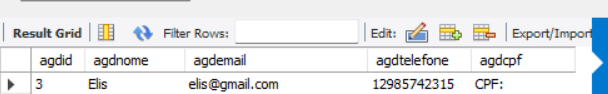 Result Grid Filter Rows: Edit: Export/Import
agdid agdnome agdemail agdtelefone agdcpf
3 Elis elis@gmail.com 12985742315 CPF: